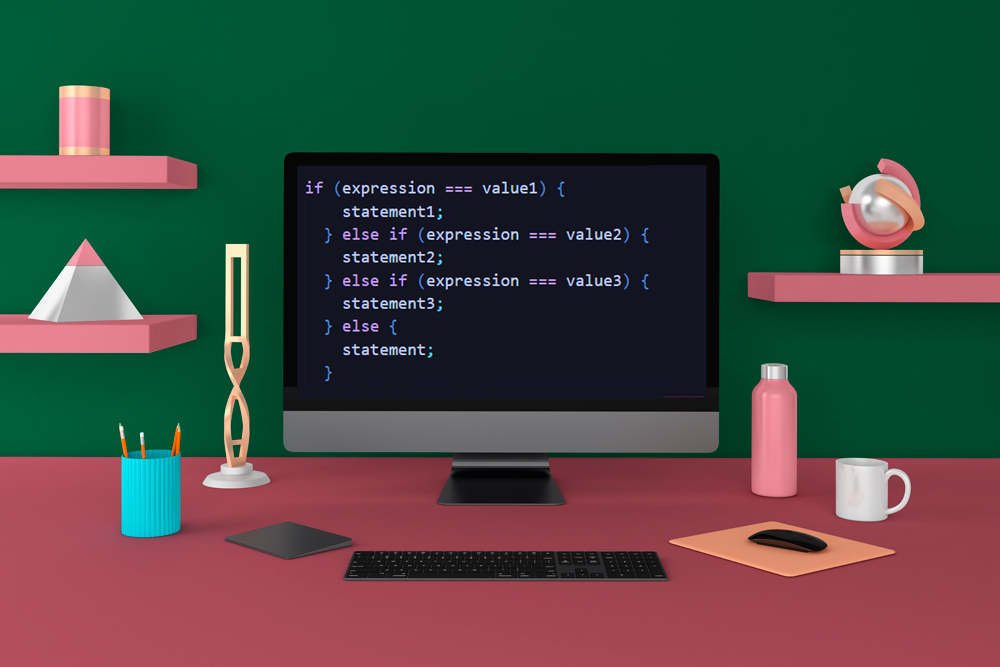 if (expression === value1) {
statement1;
} else if (expression === value2) {
statement2;
} else if (expression === value3) {
statement3;
} else {
statement;
}